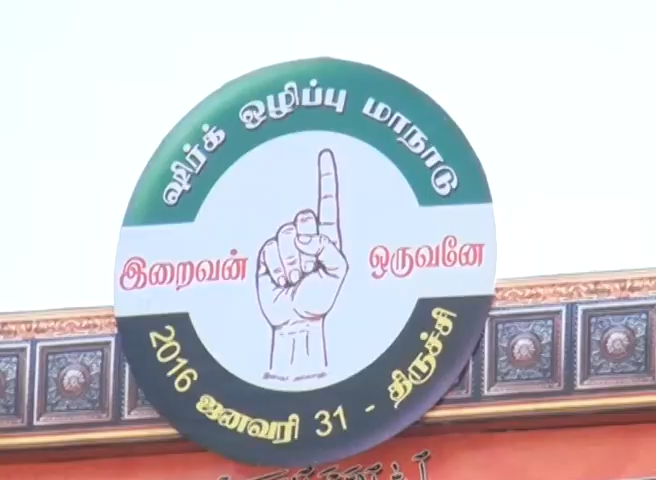 ஷிர்க் ஒழிப்பு மாநாடு
இறைவன் ஒருவனே
2016 ஜனவரி 31 - திருச்சி